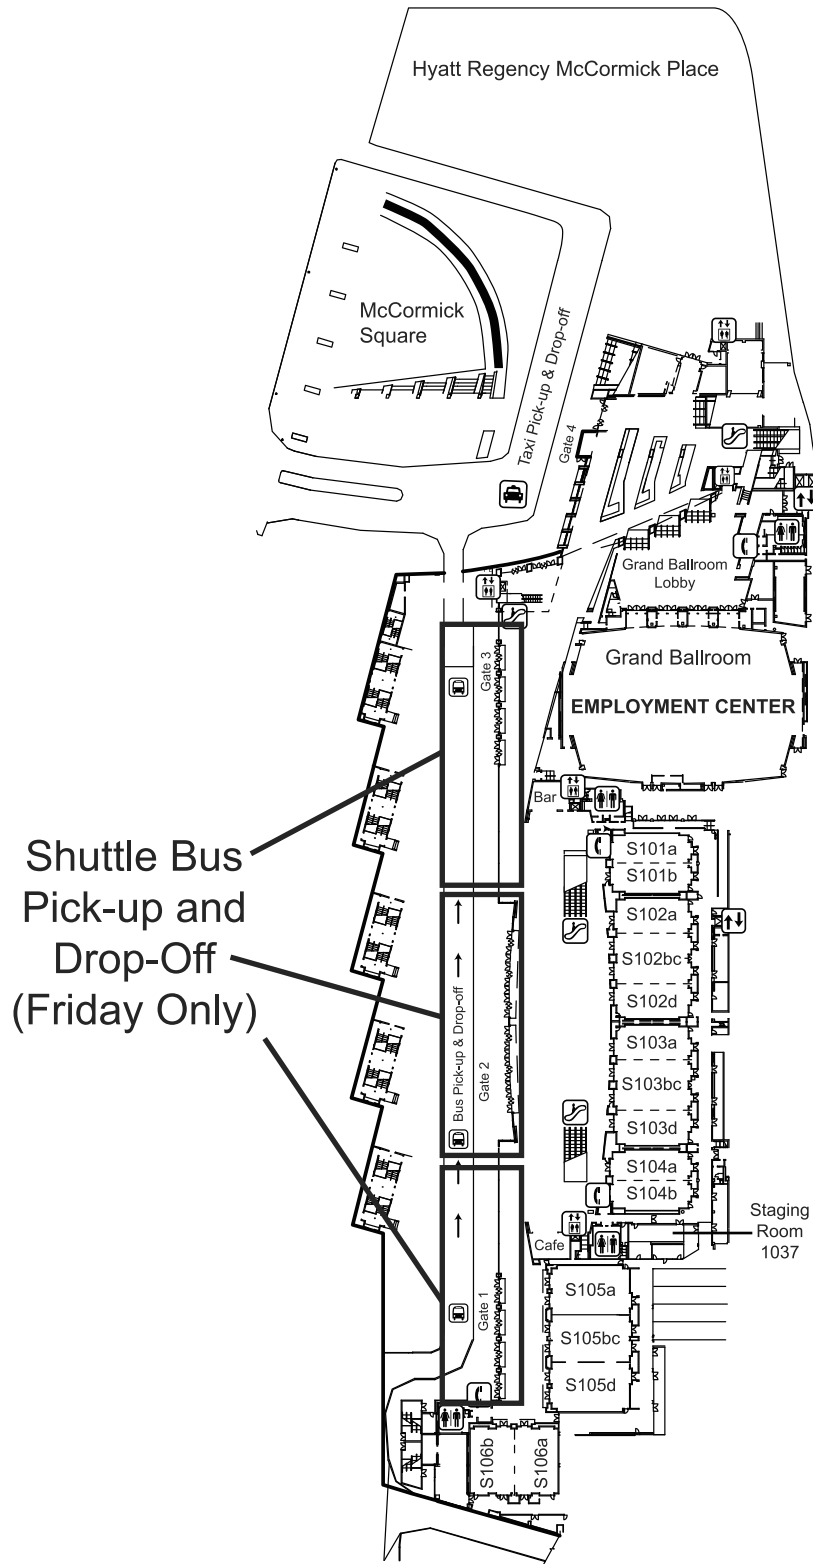 Hyatt Regency McCormick Place
McCormick
Square
Taxi Pick-up & Drop-off
Gate 4
Grand Ballroom
Lobby
Grand Ballroom
EMPLOYMENT CENTER
Gate 3
Bar
Shuttle Bus
Pick-up and
Drop-Off
(Friday Only)
S101a
S101b
S102a
S102bc
S102d
Bus Pick-up & Drop-off
Gate 2
S103a
S103bc
S103d
S104a
S104b
Staging
Room
1037
Cafe
Gate 1
S105a
S105bc
S105d
S106b
S106a